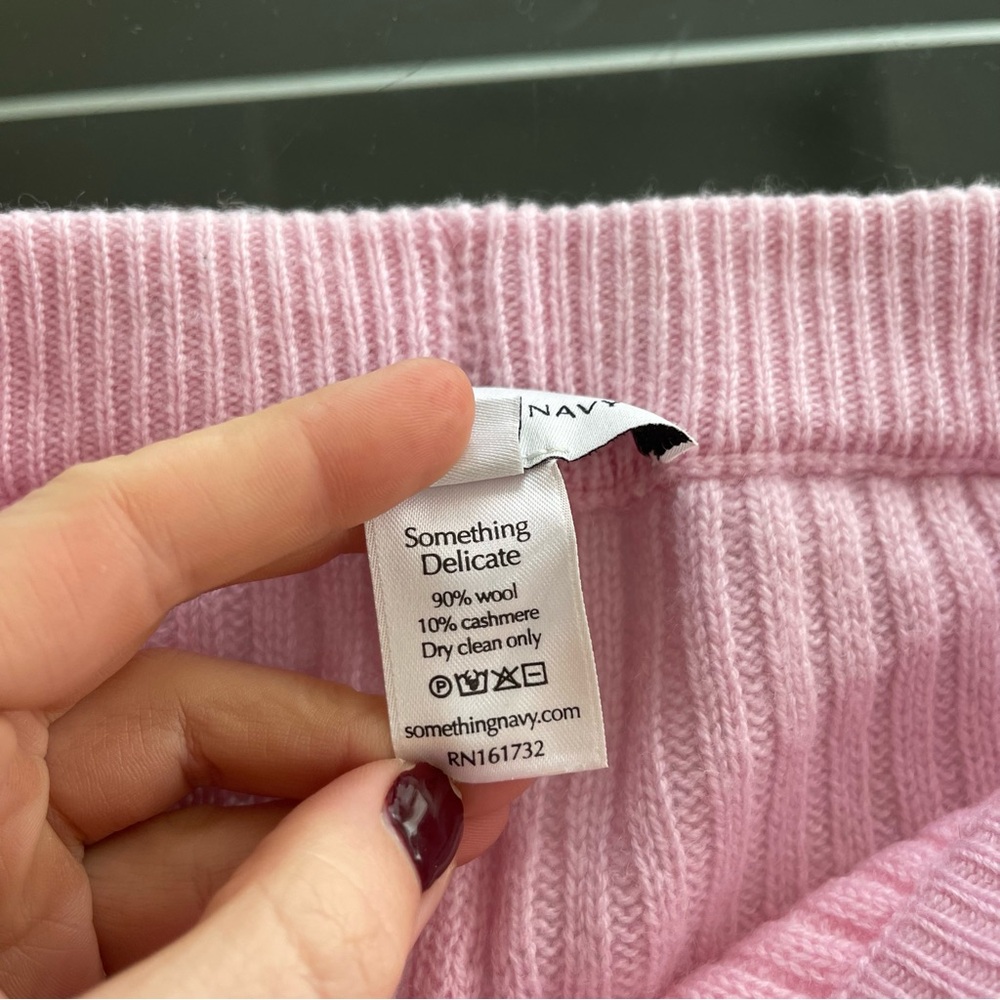 NAVY
Something
Delicate
90% wool
10% cashmere
Dry clean only
P
somethingnavy.com
RN161732